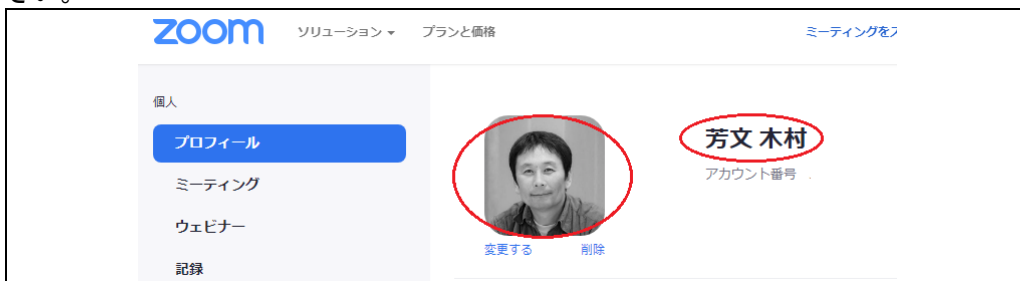 さい。
zoom ソリューション プランと価格 ミーティングを
個人
プロフィール
芳文 木村
アカウント番号
ミーティング
ウェビナー
変更する 削除
記録